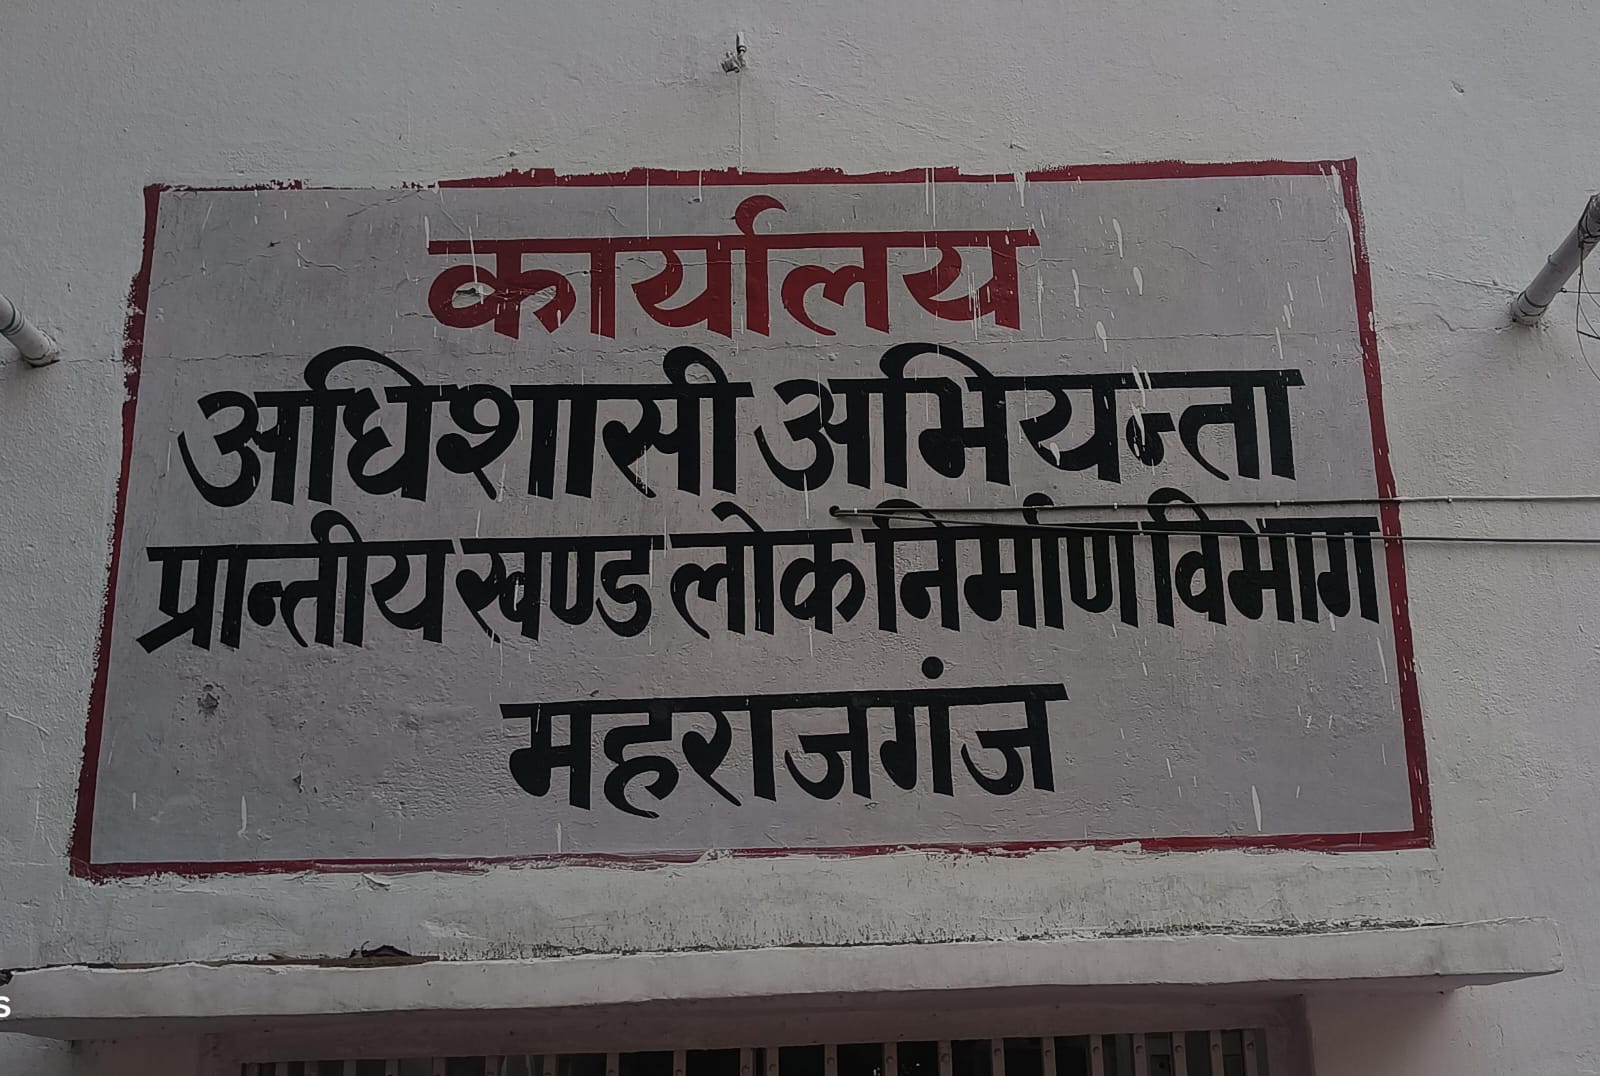 कार्यालय
अधिशासी अभियन्ता
प्रान्तीय खण्ड लोक निर्माण विभाग
महराजगंज